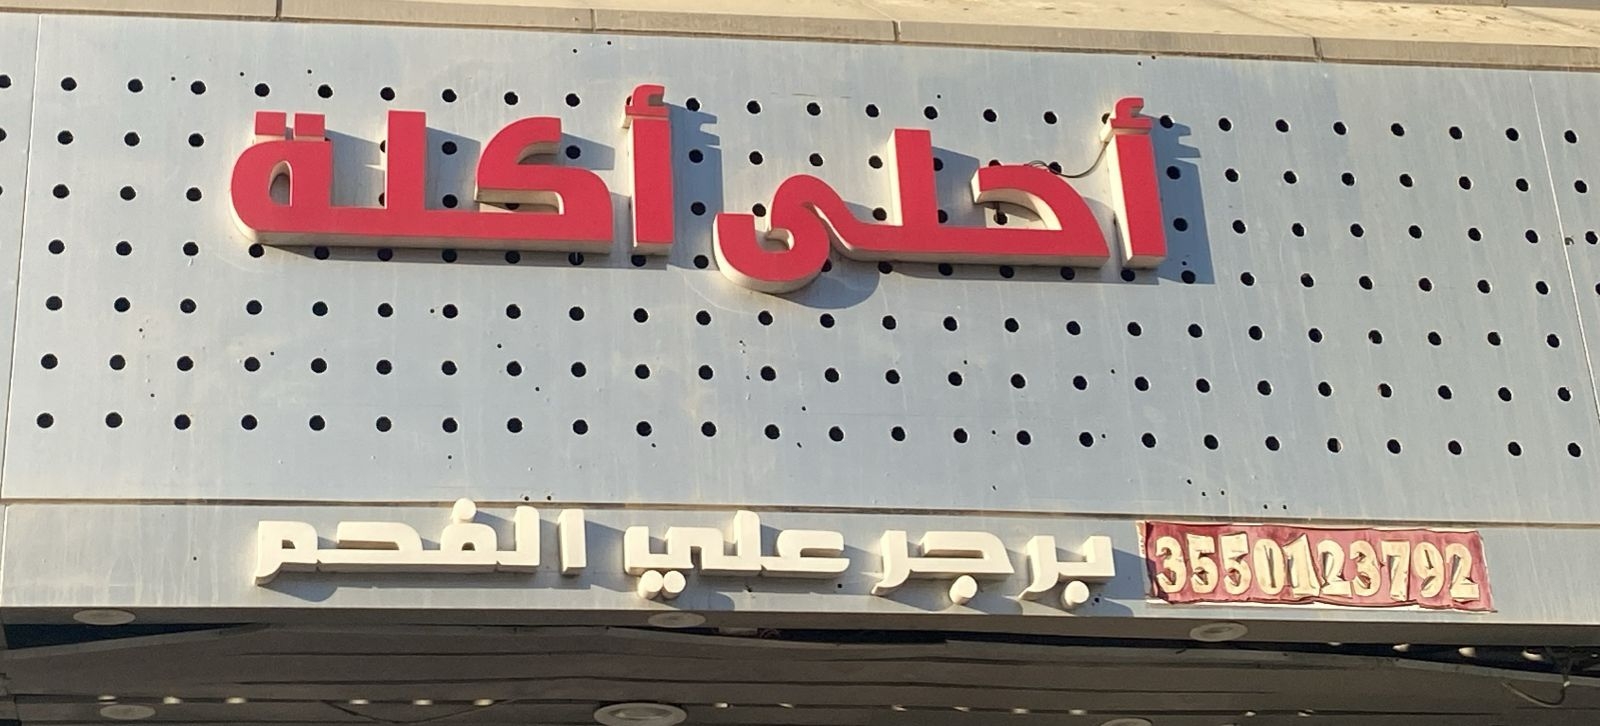 أحلى أكلة
برجر علي الفحم 3550123792